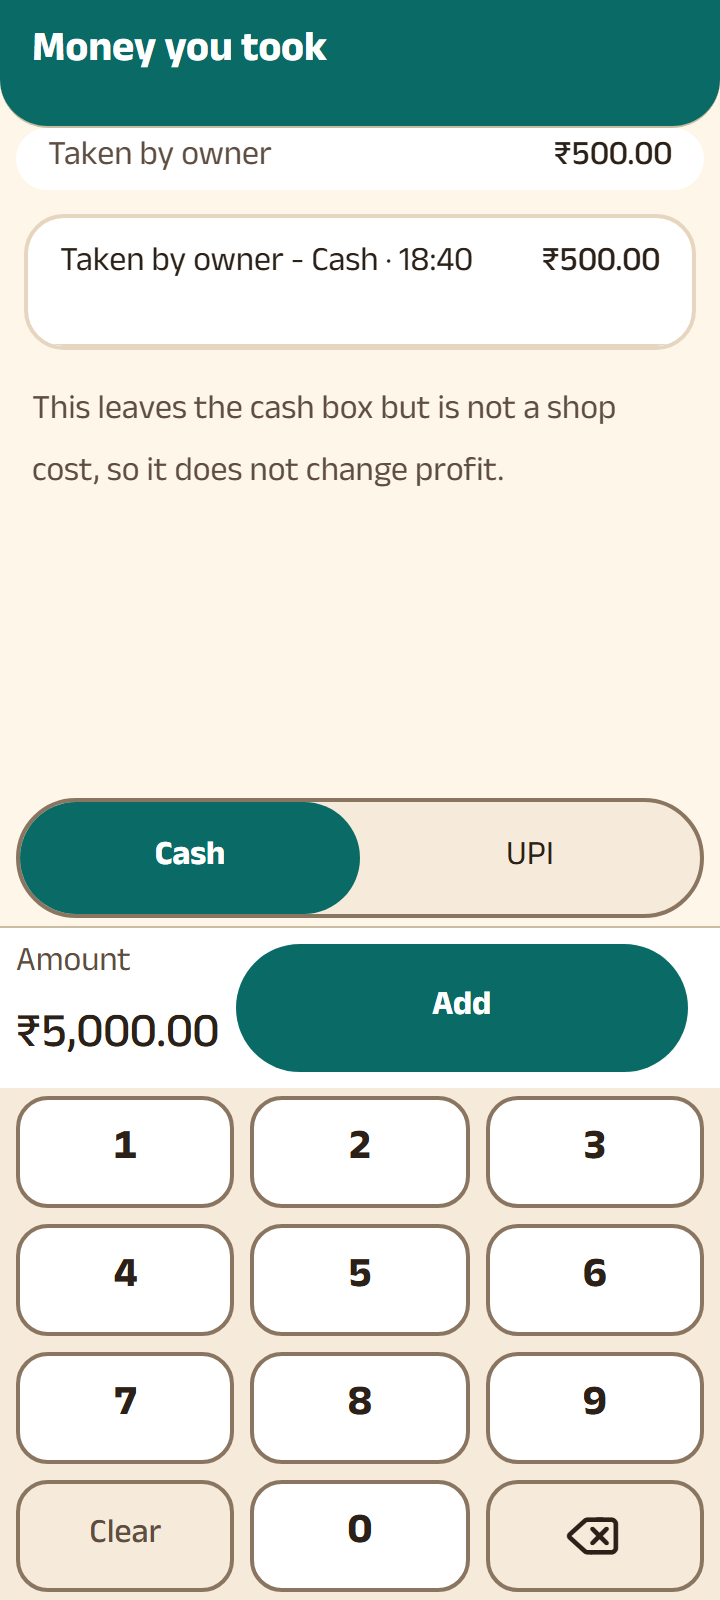 Money you took
Taken by owner ₹500.00
Taken by owner - Cash · 18:40 ₹500.00
This leaves the cash box but is not a shop
cost, so it does not change profit.
Cash UPI
Amount
₹5,000.00 Add
1 2 3
4 5 6
7 8 9
Clear 0